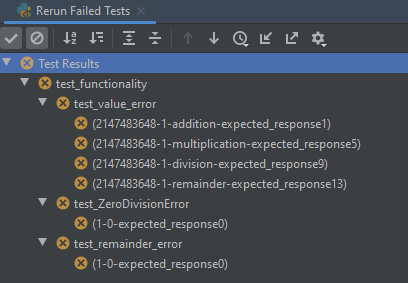 Rerun Failed Tests
Test Results
test_functionality
test_value_error
(2147483648-1-addition-expected_response1)
(2147483648-1-multiplication-expected_response5)
(2147483648-1-division-expected_response9)
(2147483648-1-remainder-expected_response13)
test_ZeroDivisionError
(1-0-expected_response0)
test_remainder_error
(1-0-expected_response0)